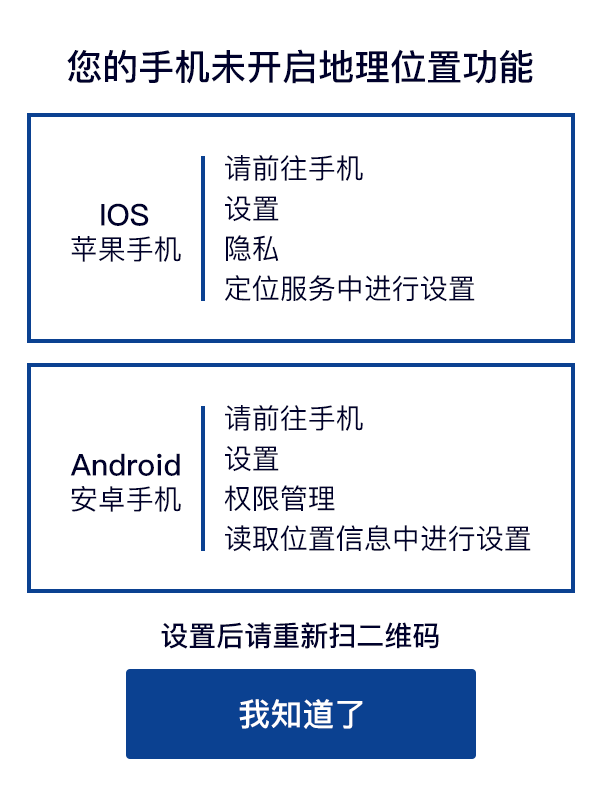 您的手机未开启地理位置功能
IOS
苹果手机
请前往手机
设置
隐私
定位服务中进行设置
Android
安卓手机
请前往手机
设置
权限管理
读取位置信息中进行设置
设置后请重新扫二维码
我知道了